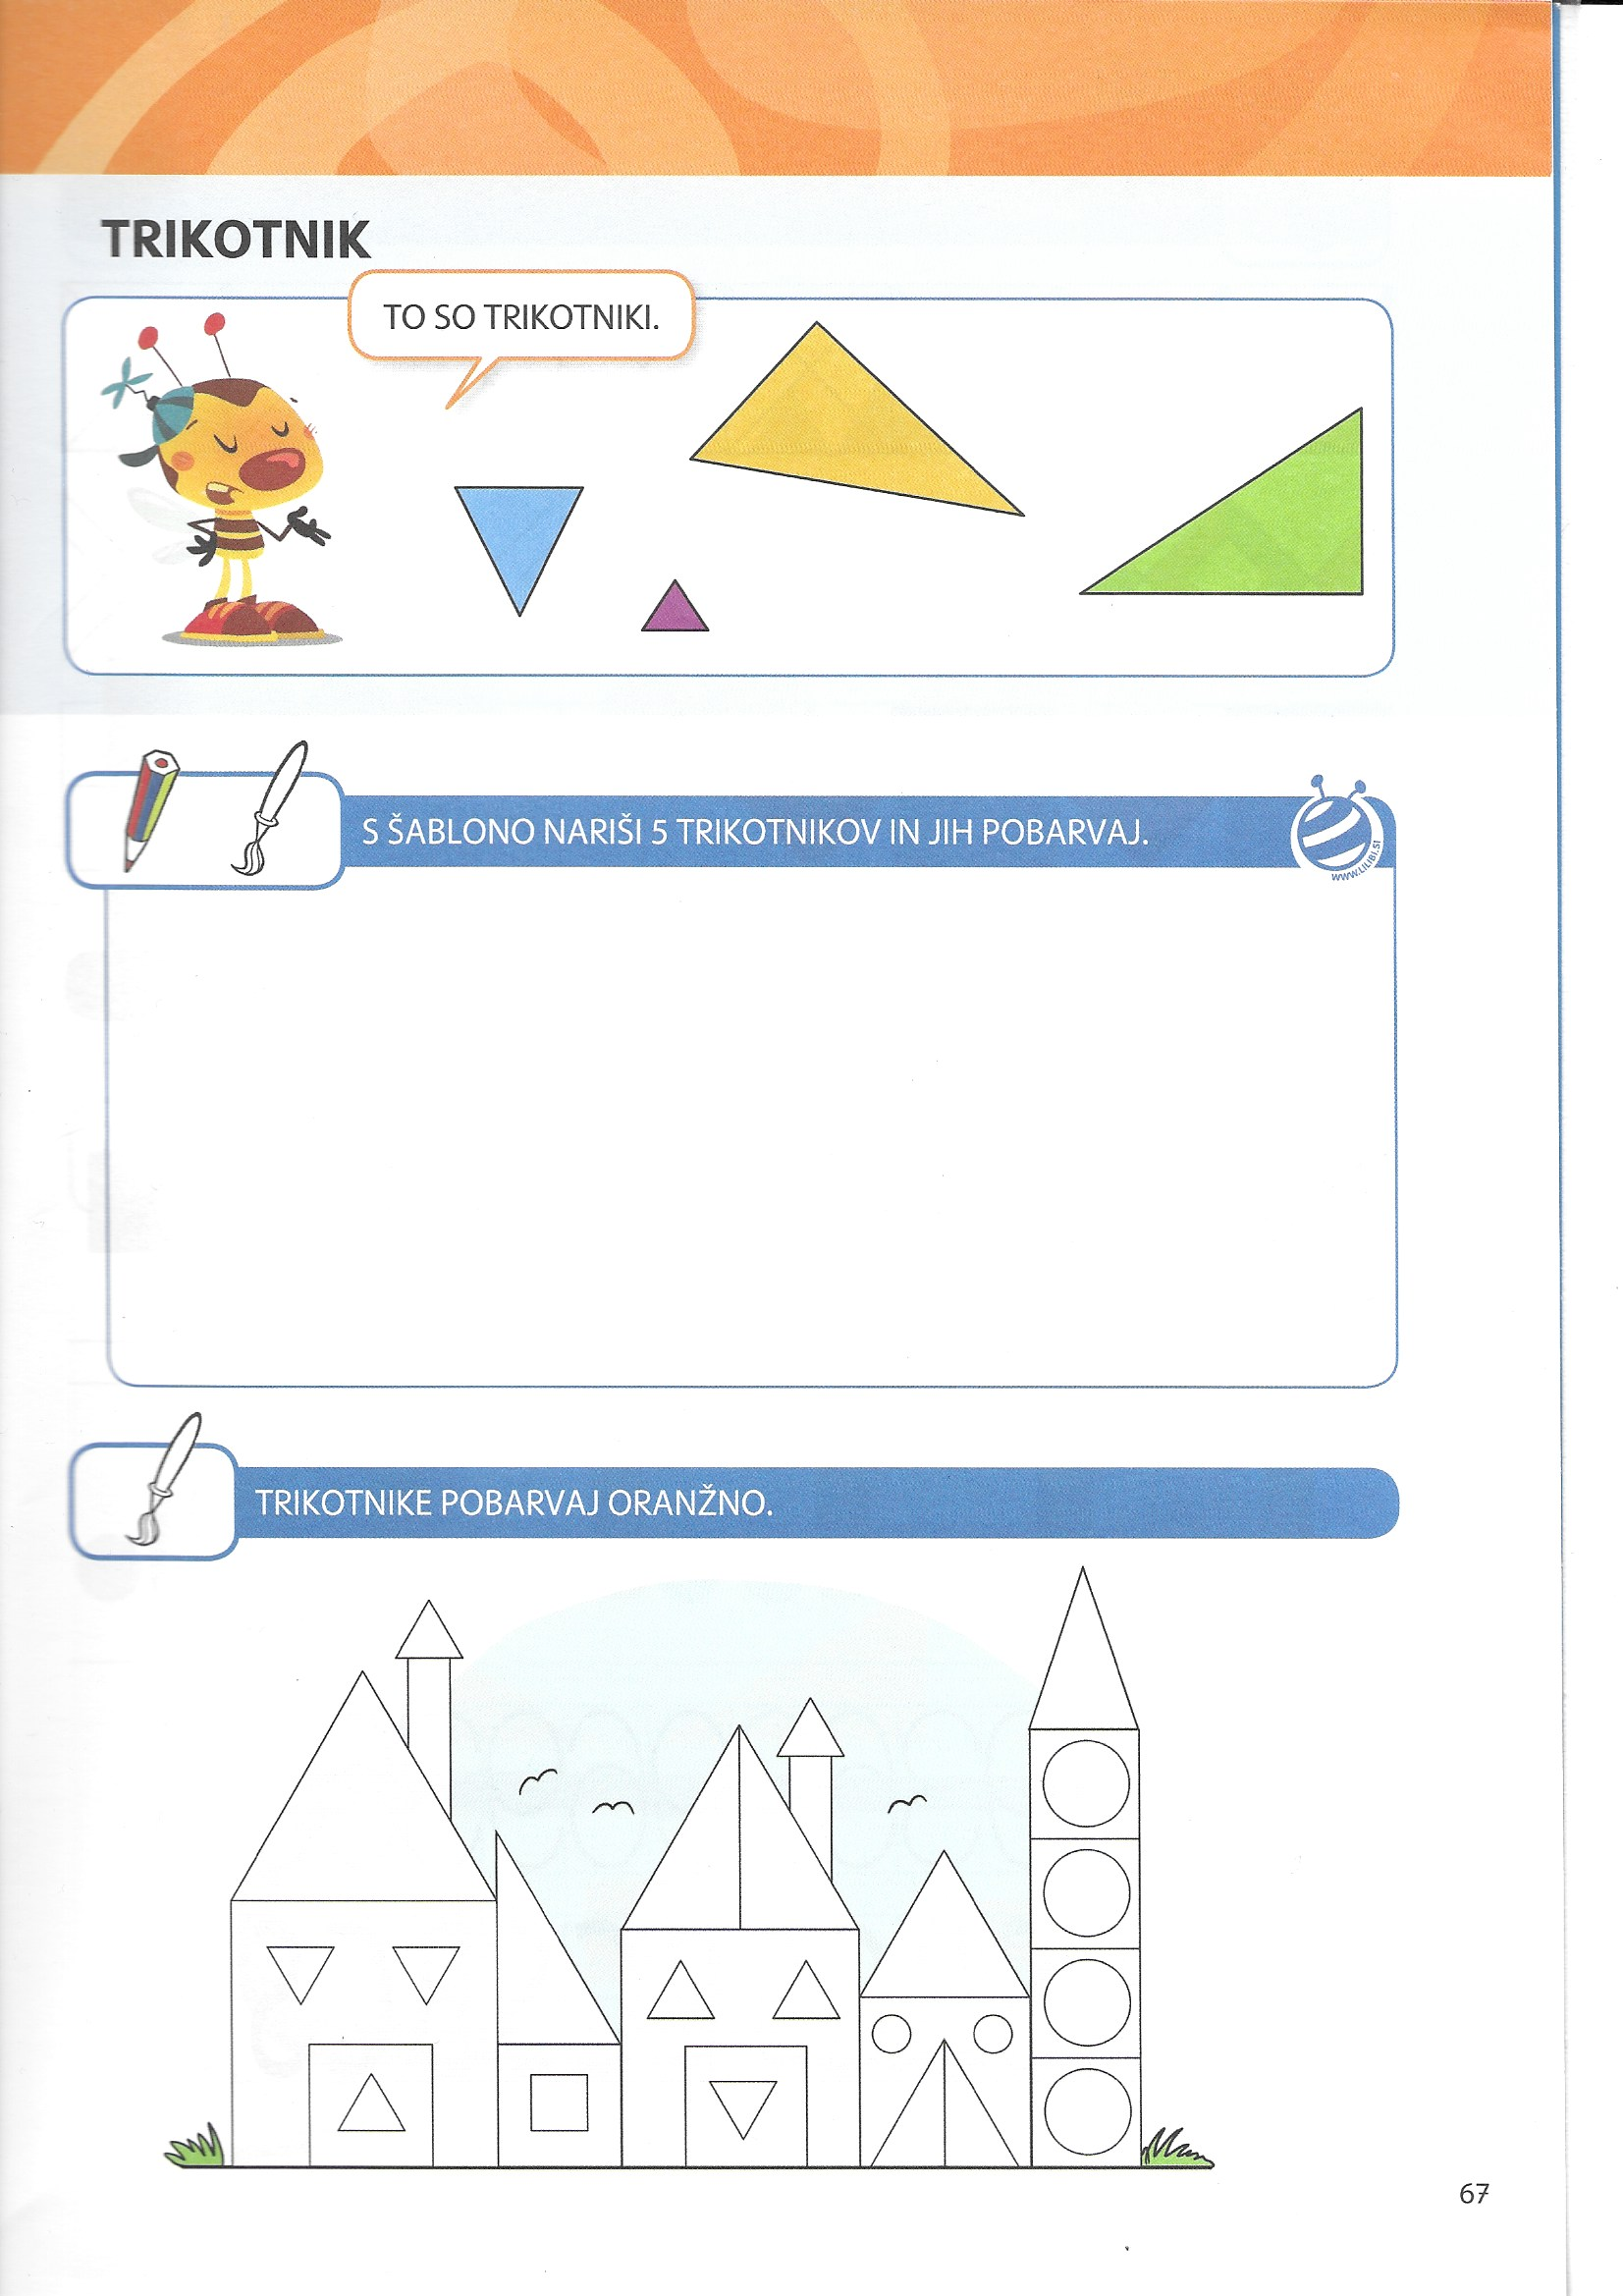 TRIKOTNIK
TO SO TRIKOTNIKI.
S ŠABLONO NARIŠI 5 TRIKOTNIKOV IN JIH POBARVAJ.
WWW.LILIBI.SI
TRIKOTNIKE POBARVAJ ORANŽNO.
67